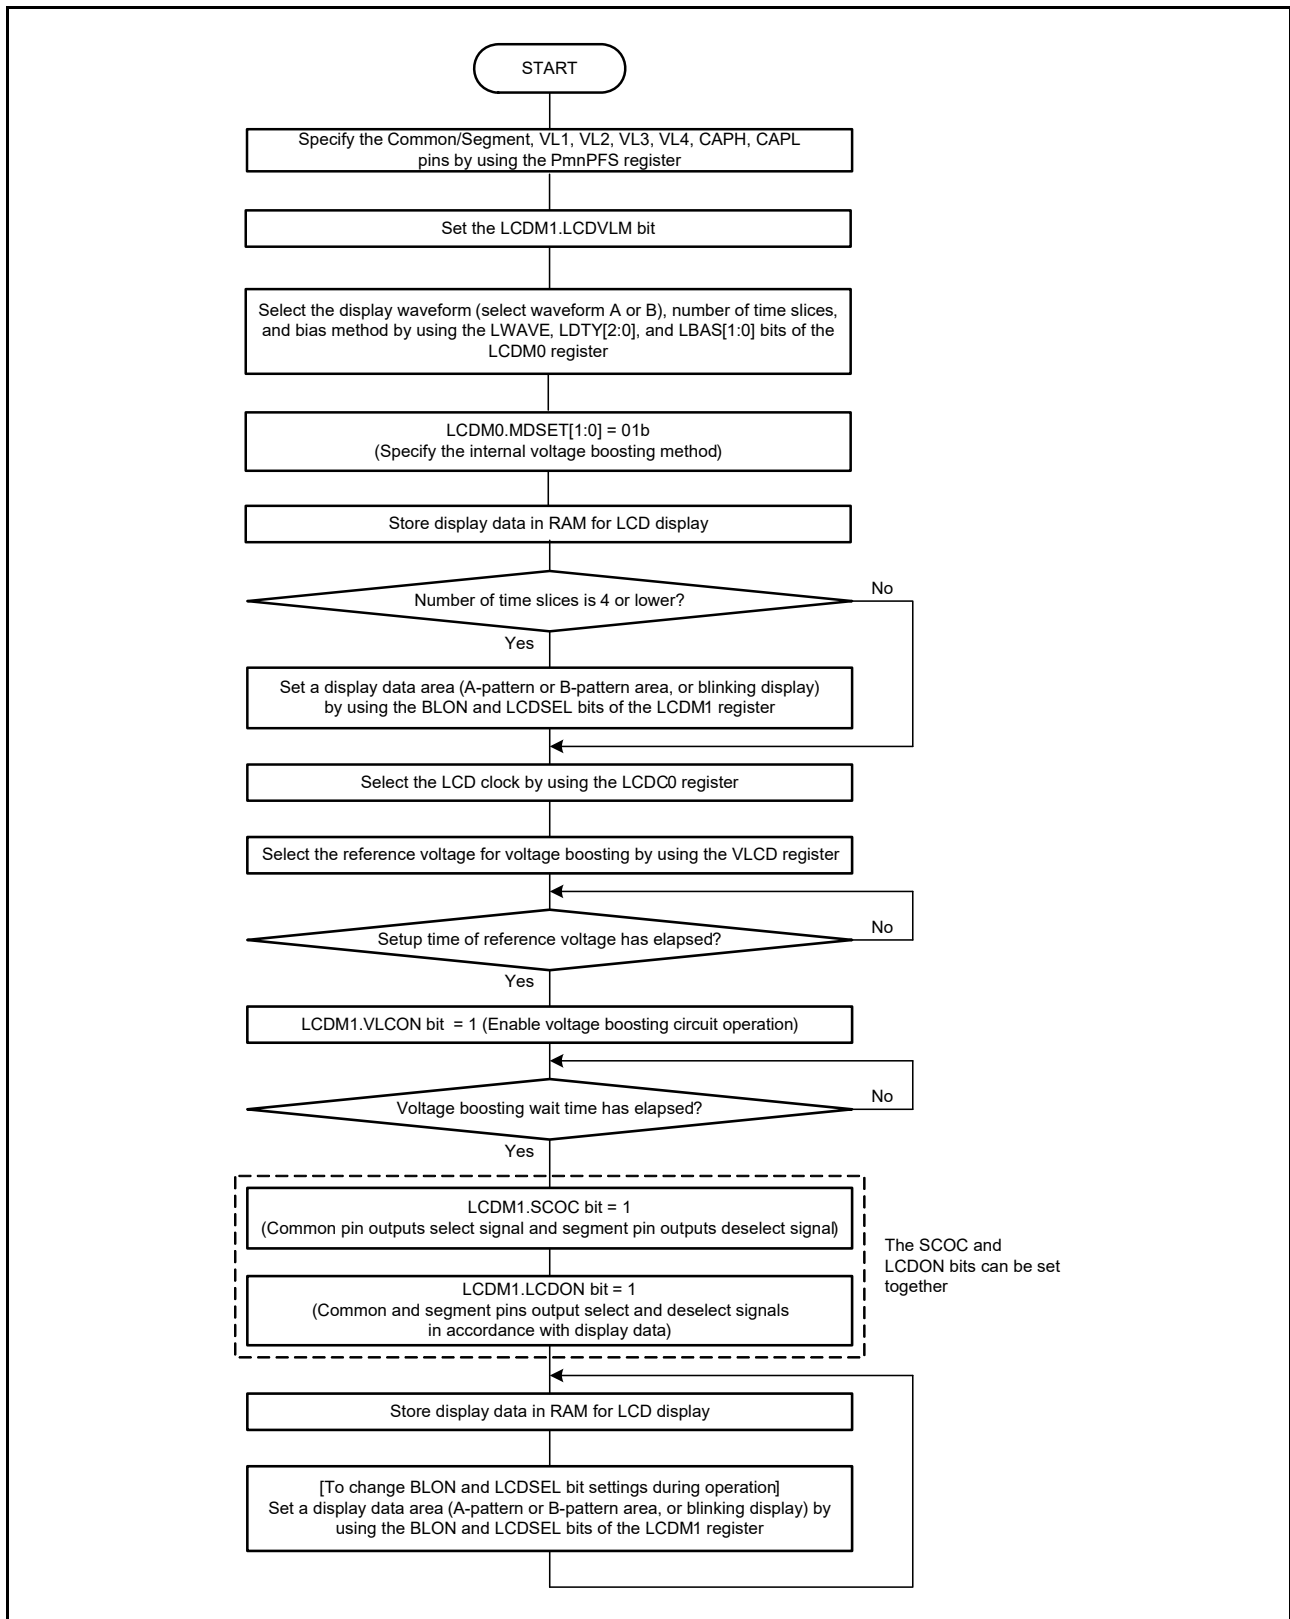 START
Specify the Common/Segment, VL1, VL2, VL3, VL4, CAPH, CAPL
pins by using the PmnPFS register
Set the LCDM1.LCDVLM bit
Select the display waveform (select waveform A or B), number of time slices,
and bias method by using the LWAVE, LDTY[2:0], and LBAS[1:0] bits of the
LCDM0 register
LCDM0.MDSET[1:0] = 01b
(Specify the internal voltage boosting method)
Store display data in RAM for LCD display
Number of time slices is 4 or lower?
No
Yes
Set a display data area (A-pattern or B-pattern area, or blinking display)
by using the BLON and LCDSEL bits of the LCDM1 register
Select the LCD clock by using the LCDC0 register
Select the reference voltage for voltage boosting by using the VLCD register
Setup time of reference voltage has elapsed?
No
Yes
LCDM1.VLCON bit = 1 (Enable voltage boosting circuit operation)
Voltage boosting wait time has elapsed?
No
Yes
LCDM1.SCOC bit = 1
(Common pin outputs select signal and segment pin outputs deselect signal)
LCDM1.LCDON bit = 1
(Common and segment pins output select and deselect signals
in accordance with display data)
The SCOC and
LCDON bits can be set
together
Store display data in RAM for LCD display
[To change BLON and LCDSEL bit settings during operation]
Set a display data area (A-pattern or B-pattern area, or blinking display) by
using the BLON and LCDSEL bits of the LCDM1 register